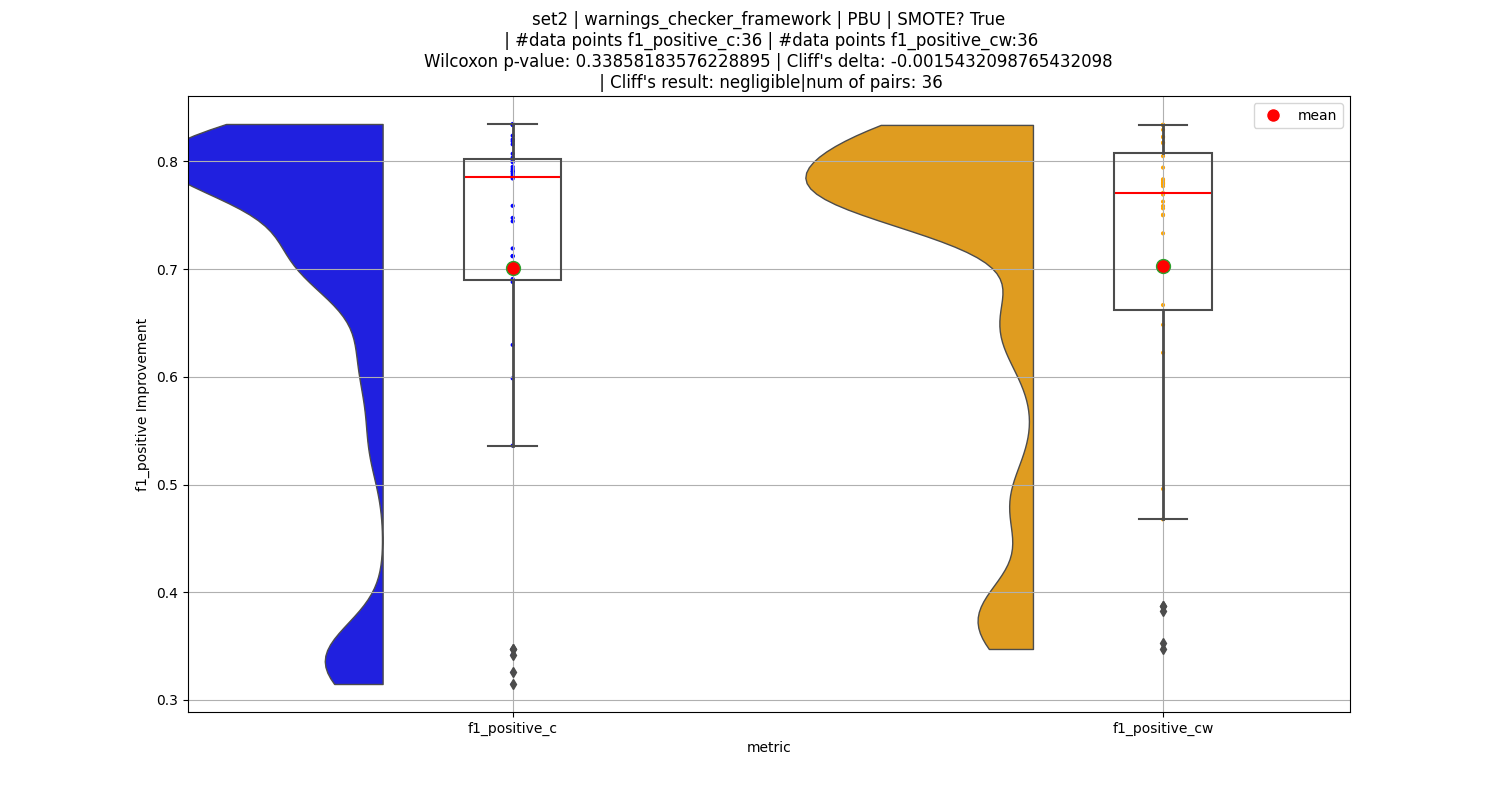 set2 | warnings_checker_framework | PBU | SMOTE? True
| #data points f1_positive_c:36 | #data points f1_positive_cw:36
Wilcoxon p-value: 0.33858183576228895 | Cliff's delta: -0.0015432098765432098
| Cliff's result: negligible|num of pairs: 36
mean
0.8
0.7
0.6
0.5
0.4
0.3
f1_positive Improvement
f1_positive_c
f1_positive_cw
metric